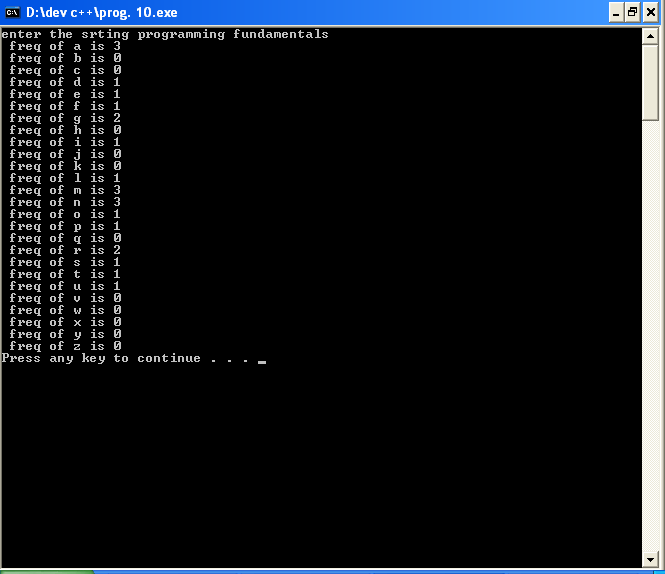 D:\dev c++\prog. 10.exe
enter the srting programming fundamentals
freq of a is 3
freq of b is 0
freq of c is 0
freq of d is 1
freq of e is 1
freq of f is 1
freq of g is 2
freq of h is 0
freq of i is 1
freq of j is 0
freq of k is 0
freq of l is 1
freq of m is 3
freq of n is 3
freq of o is 1
freq of p is 1
freq of q is 0
freq of r is 2
freq of s is 1
freq of t is 1
freq of u is 1
freq of v is 0
freq of w is 0
freq of x is 0
freq of y is 0
freq of z is 0
Press any key to continue . . . _